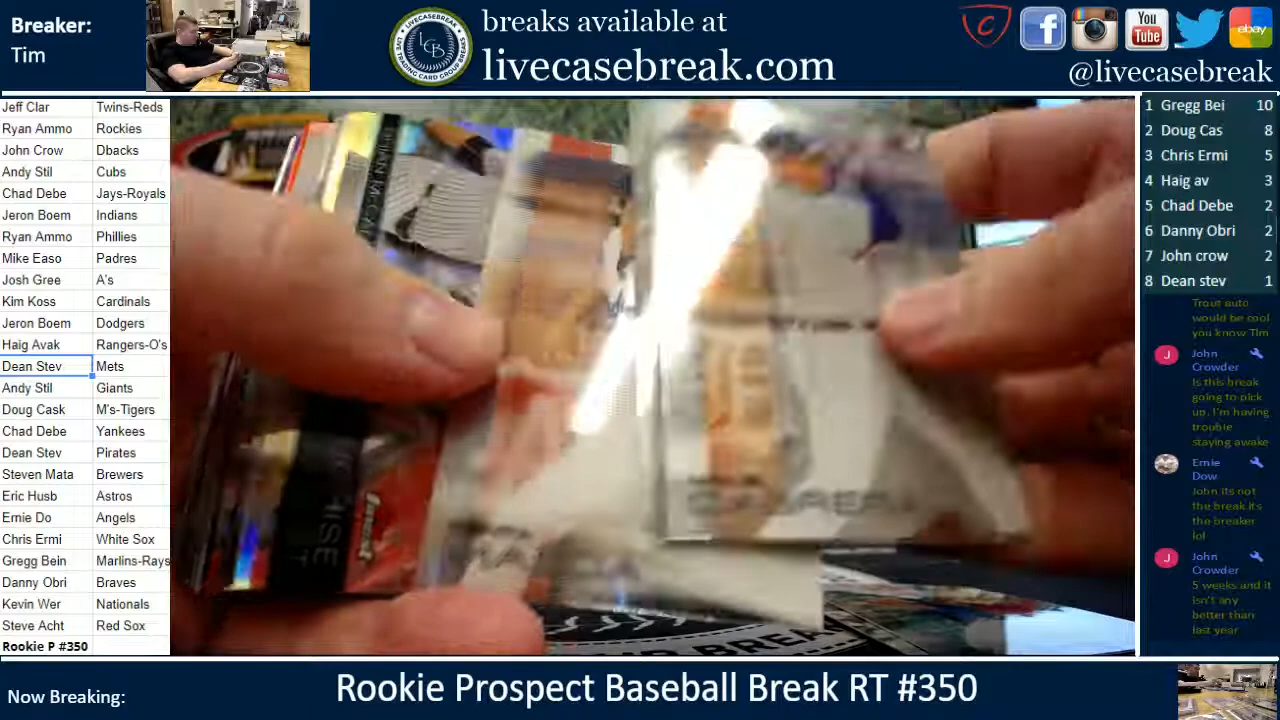 Breaker:
Tim
breaks available at
livecasebreak.com
You
Tube
ebay
@livecasebreak
LCB
Jeff Clar Twins-Reds
Ryan Ammo Rockies
John Crow Dbacks
Andy Stil Cubs
Chad Debe Jays-Royals
Jeron Boem Indians
Ryan Ammo Phillies
Mike Easo Padres
Josh Gree A's
Kim Koss Cardinals
Jeron Boem Dodgers
Haig Avak Rangers-O's
Dean Stev Mets
Andy Stil Giants
Doug Cask M's-Tigers
Chad Debe Yankees
Dean Stev Pirates
Steven Mata Brewers
Eric Husb Astros
Ernie Do Angels
Chris Ermi White Sox
Gregg Bein Marlins-Rays
Danny Obri Braves
Kevin Wer Nationals
Steve Acht Red Sox
Rookie P #350
1 Gregg Bei 10
2 Doug Cas 8
3 Chris Ermi 5
4 Haig av 3
5 Chad Debe 2
6 Danny Obri 2
7 John crow 2
8 Dean stev 1
Trout auto
would be cool
you know TIm
J
John
Crowder
Is this break
going to pick
up. I'm having
trouble
staying awake
Ernie
Dow
John its not
the break it's
the breaker
lol
J
John
Crowder
5 weeks and it
isn't any
better than
last year
Now Breaking:
Rookie Prospect Baseball Break RT #350